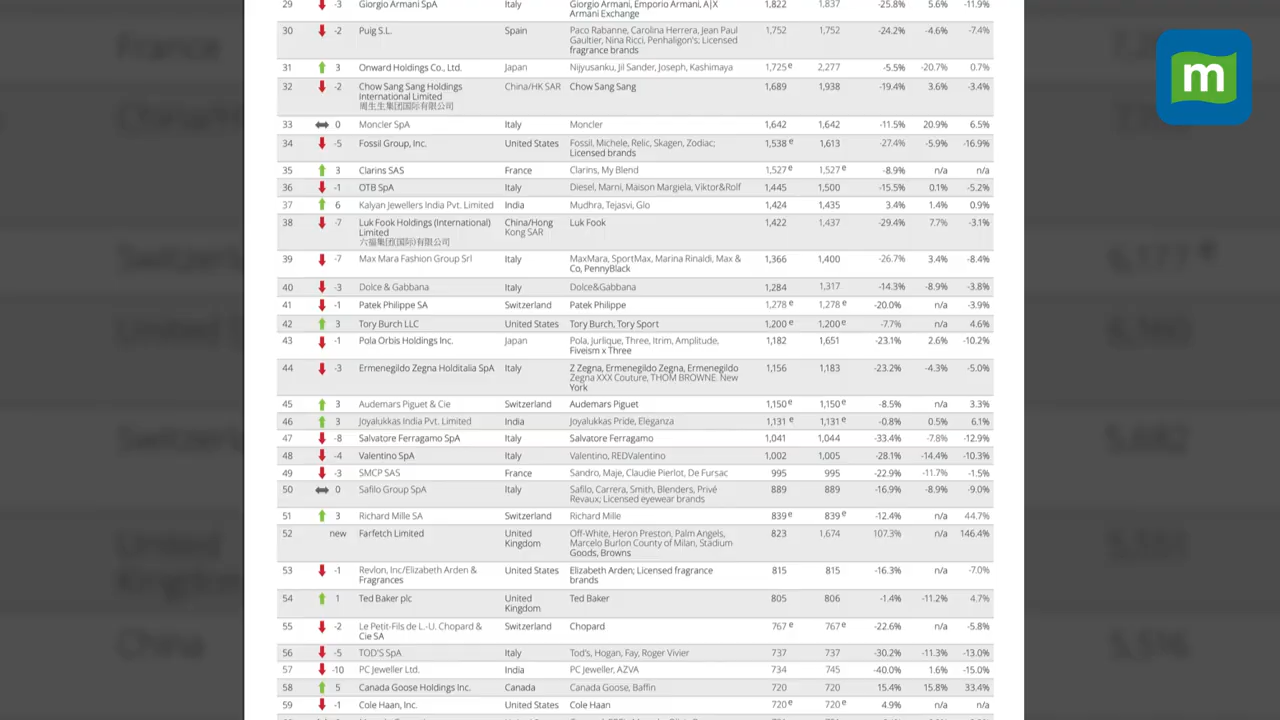 29 -3 Giorgio Armani SpA Italy Giorgio Armani, Emporio Armani, A|X 1,822 1,837 -25.8% 5.6% -11.9%
Armani Exchange
30 -2 Puig S.L. Spain Paco Rabanne, Carolina Herrera, Jean Paul 1,752 1,752 -24.2% -4.6% -7.4%
Gaultier, Nina Ricci, Penhaligon's; Licensed
fragrance brands
31 3 Onward Holdings Co., Ltd. Japan Nijyusanku, Jil Sander, Joseph, Kashimaya 1,725 e 2,277 -5.5% -20.7% 0.7%
32 -2 Chow Sang Sang Holdings China/HK SAR Chow Sang Sang 1,689 1,938 -19.4% 3.6% -3.4%
International Limited
周生生集团国际有限公司
33 0 Moncler SpA Italy Moncler 1,642 1,642 -11.5% 20.9% 6.5%
34 -5 Fossil Group, Inc. United States Fossil, Michele, Relic, Skagen, Zodiac; 1,538 e 1,613 -27.4% -5.9% -16.9%
Licensed brands
35 3 Clarins SAS France Clarins, My Blend 1,527 e 1,527 e -8.9% n/a n/a
36 -1 OTB SpA Italy Diesel, Marni, Maison Margiela, Viktor&Rolf 1,445 1,500 -15.5% 0.1% -5.2%
37 6 Kalyan Jewellers India Pvt. Limited India Mudhra, Tejasvi, Glo 1,424 1,435 3.4% 1.4% 0.9%
38 -7 Luk Fook Holdings (International) China/Hong Luk Fook 1,422 1,437 -29.4% 7.7% -3.1%
Limited Kong SAR
六福集团(国际)有限公司
39 -7 Max Mara Fashion Group Srl Italy MaxMara, SportMax, Marina Rinaldi, Max & 1,366 1,400 -26.7% 3.4% -8.4%
Co, PennyBlack
40 -3 Dolce & Gabbana Italy Dolce&Gabbana 1,284 1,317 -14.3% -8.9% -3.8%
41 -1 Patek Philippe SA Switzerland Patek Philippe 1,278 e 1,278 e -20.0% n/a -3.9%
42 3 Tory Burch LLC United States Tory Burch, Tory Sport 1,200 e 1,200 e -7.7% n/a 4.6%
43 -1 Pola Orbis Holdings Inc. Japan Pola, Jurlique, Three, Itrim, Amplitude, 1,182 1,651 -23.1% 2.6% -10.2%
Fiveism x Three
44 -3 Ermenegildo Zegna Holditalia SpA Italy Z Zegna, Ermenegildo Zegna, Ermenegildo 1,156 1,183 -23.2% -4.3% -5.0%
Zegna XXX Couture, THOM BROWNE. New
York
45 3 Audemars Piguet & Cie Switzerland Audemars Piguet 1,150 e 1,150 e -8.5% n/a 3.3%
46 3 Joyalukkas India Pvt. Limited India Joyalukkas Pride, Eleganza 1,131 e 1,131 e -0.8% 0.5% 6.1%
47 -8 Salvatore Ferragamo SpA Italy Salvatore Ferragamo 1,041 1,044 -33.4% -7.8% -12.9%
48 -4 Valentino SpA Italy Valentino, REDValentino 1,002 1,005 -28.1% -14.4% -10.3%
49 -3 SMCP SAS France Sandro, Maje, Claudie Pierlot, De Fursac 995 995 -22.9% -11.7% -1.5%
50 0 Safilo Group SpA Italy Safilo, Carrera, Smith, Blenders, Privé 889 889 -16.9% -8.9% -9.0%
Revaux; Licensed eyewear brands
51 3 Richard Mille SA Switzerland Richard Mille 839 e 839 e -12.4% n/a 44.7%
52 new Farfetch Limited United Off-White, Heron Preston, Palm Angels, 823 1,674 107.3% n/a 146.4%
Kingdom Marcelo Burlon County of Milan, Stadium
Goods, Browns
53 -1 Revlon, Inc/Elizabeth Arden & United States Elizabeth Arden; Licensed fragrance 815 815 -16.3% n/a -7.0%
Fragrances brands
54 1 Ted Baker plc United Ted Baker 805 806 -1.4% -11.2% 4.7%
Kingdom
55 -2 Le Petit-Fils de L.-U. Chopard & Switzerland Chopard 767 e 767 e -22.6% n/a -5.8%
Cie SA
56 -5 TOD'S SpA Italy Tod's, Hogan, Fay, Roger Vivier 737 737 -30.2% -11.3% -13.0%
57 -10 PC Jeweller Ltd. India PC Jeweller, AZVA 734 745 -40.0% 1.6% -15.0%
58 5 Canada Goose Holdings Inc. Canada Canada Goose, Baffin 720 720 15.4% 15.8% 33.4%
59 -1 Cole Haan, Inc. United States Cole Haan 720 e 720 e 4.9% n/a n/a
m